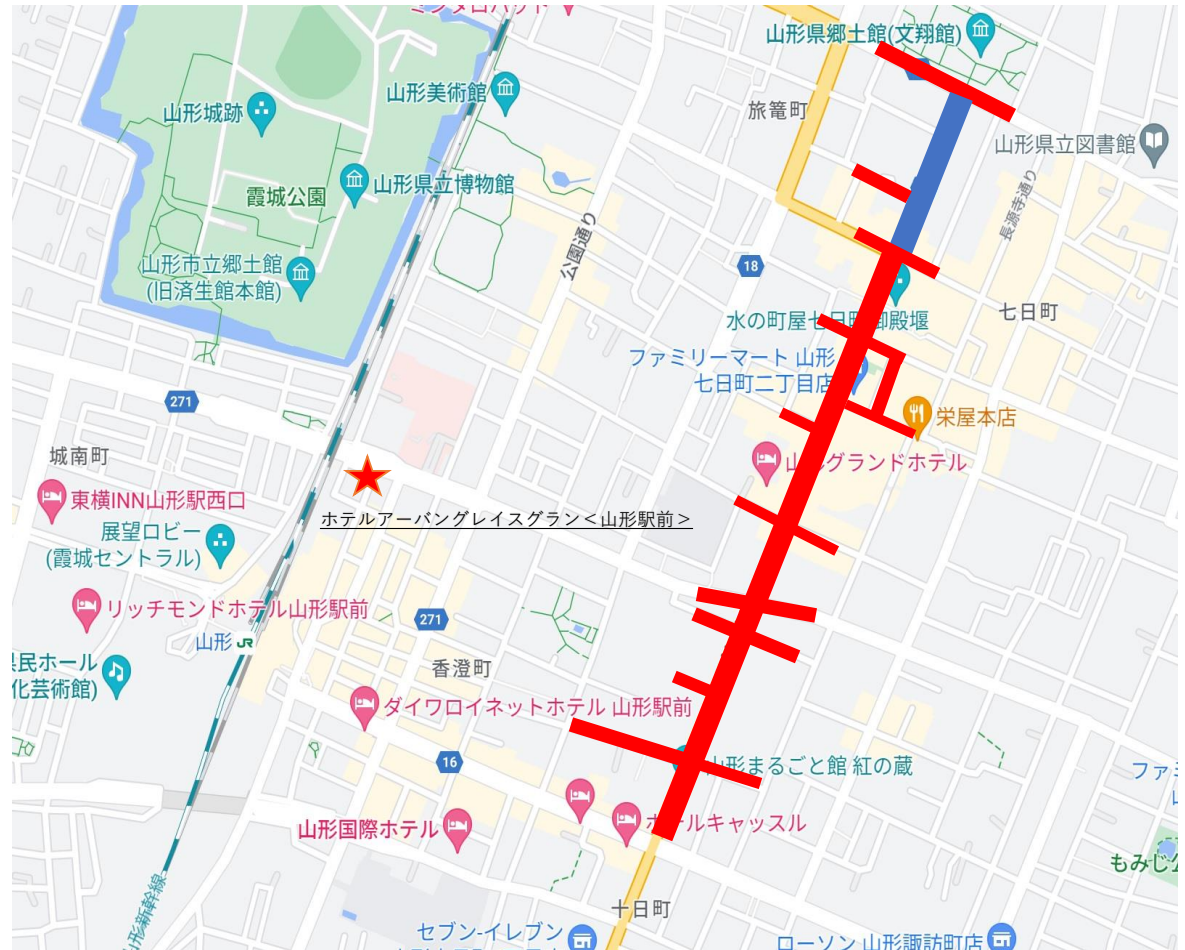 山形県郷土館(文翔館)
山形美術館
山形城跡
旅篭町
山形県立図書館
山形県立博物館
霞城公園
長源寺通り
公園通り
山形市立郷土館
(旧済生館本館)
18
七日町
水の町屋七日町御殿堰
ファミリーマート 山形
七日町二丁目店
271
栄屋本店
城南町
山形グランドホテル
東横INN山形駅西口
ホテルアーバングレイスグラン<山形駅前>
展望ロビー
(霞城セントラル)
リッチモンドホテル山形駅前
271
山形 JR
香澄町
民ホール
化芸術館)
ダイワロイネットホテル 山形駅前
16
山形まるごと館 紅の蔵
ファミ
山形国際ホテル
ホテルキャッスル
もみじ公
山形新幹線
十日町
セブン-イレブン
ローソン 山形諏訪町店